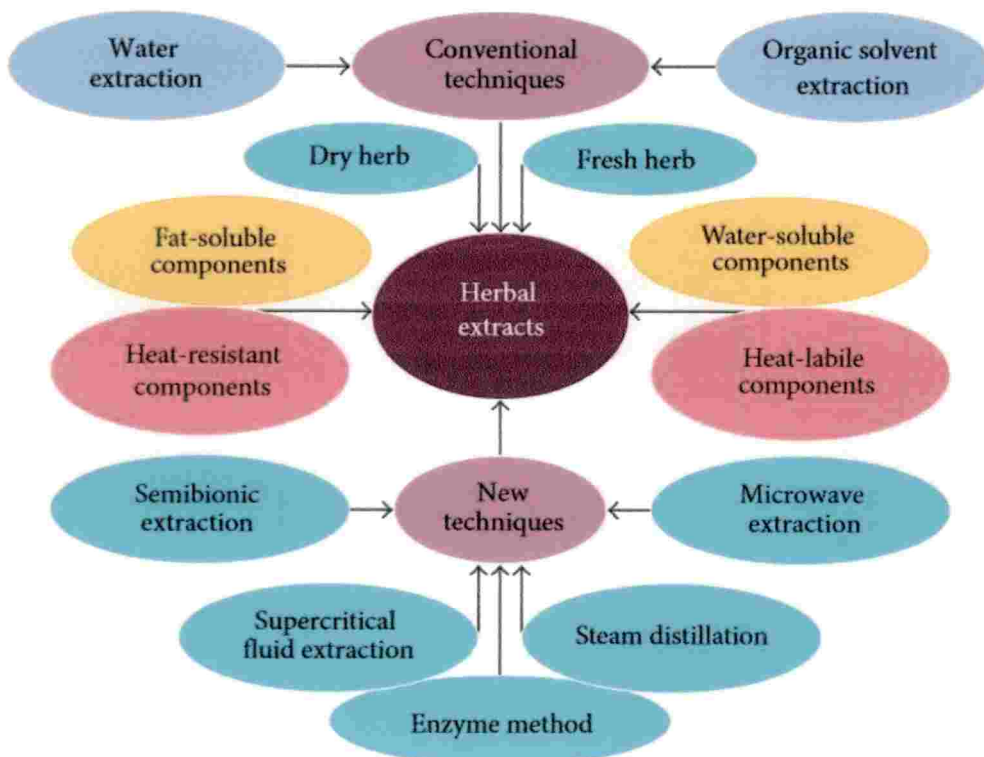 Water
extraction
Conventional
techniques
Organic solvent
extraction
Dry herb
Fresh herb
Fat-soluble
components
Water-soluble
components
Herbal
extracts
Heat-resistant
components
Heat-labile
components
Semibionic
extraction
New
techniques
Microwave
extraction
Supercritical
fluid extraction
Steam distillation
Enzyme method